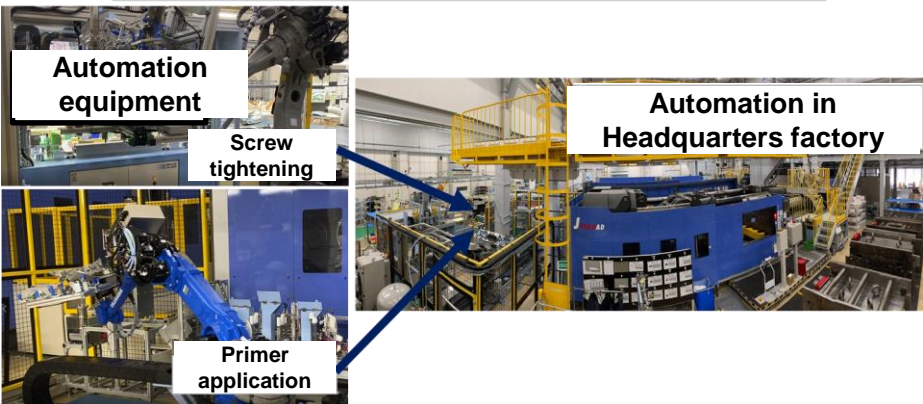 Automation
equipment
Screw
tightening
Primer
application
Automation in
Headquarters factory